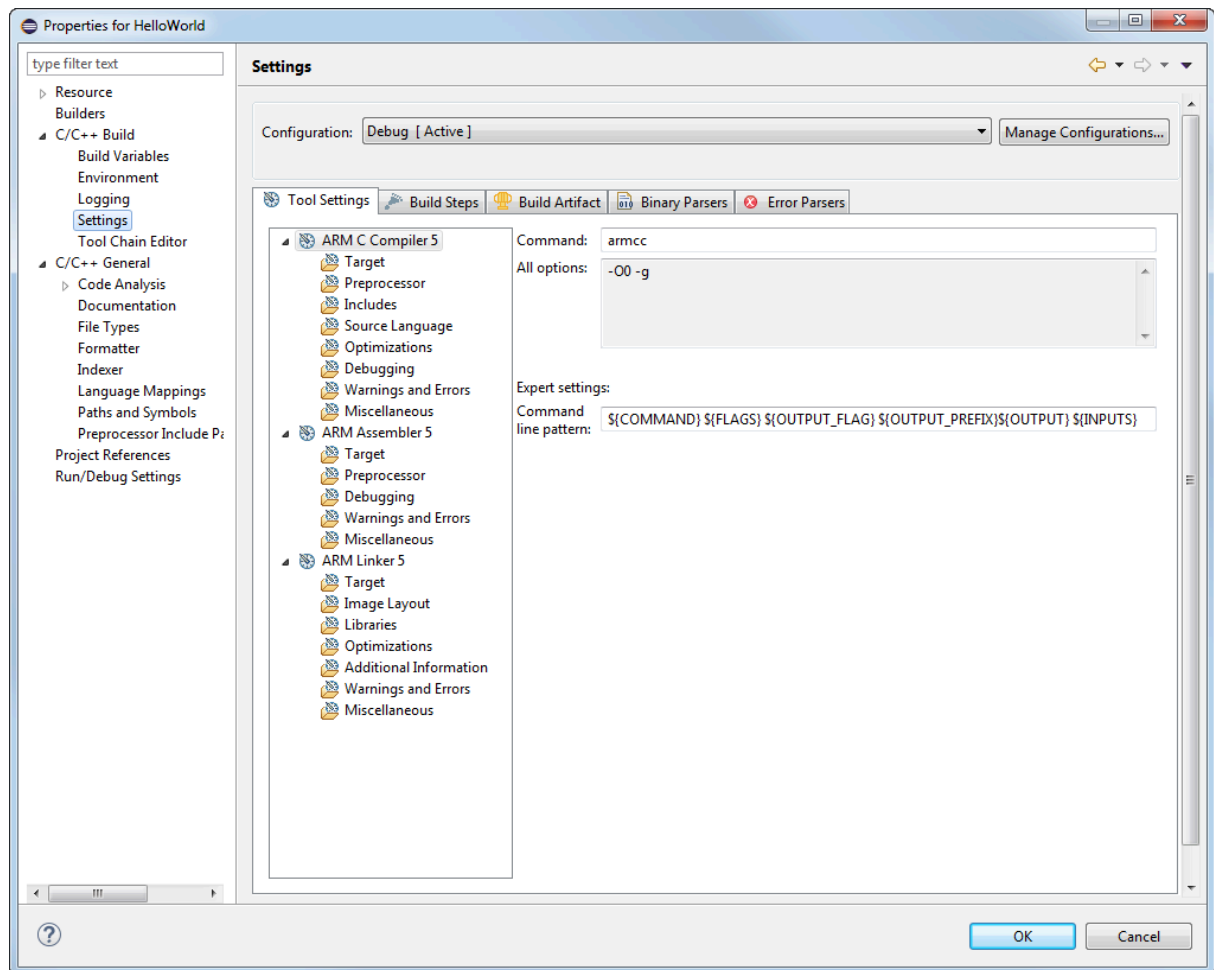 Properties for HelloWorld
type filter text
Resource
Builders
C/C++ Build
Build Variables
Environment
Logging
Settings
Tool Chain Editor
C/C++ General
Code Analysis
Documentation
File Types
Formatter
Indexer
Language Mappings
Paths and Symbols
Preprocessor Include Pa
Project References
Run/Debug Settings
Settings
Configuration: Debug [ Active ] Manage Configurations...
Tool Settings Build Steps Build Artifact Binary Parsers Error Parsers
ARM C Compiler 5
Target
Preprocessor
Includes
Source Language
Optimizations
Debugging
Warnings and Errors
Miscellaneous
ARM Assembler 5
Target
Preprocessor
Debugging
Warnings and Errors
Miscellaneous
ARM Linker 5
Target
Image Layout
Libraries
Optimizations
Additional Information
Warnings and Errors
Miscellaneous
Command: armcc
All options: -O0 -g
Expert settings:
Command
line pattern: ${COMMAND} ${FLAGS} ${OUTPUT_FLAG} ${OUTPUT_PREFIX}${OUTPUT} ${INPUTS}
OK Cancel